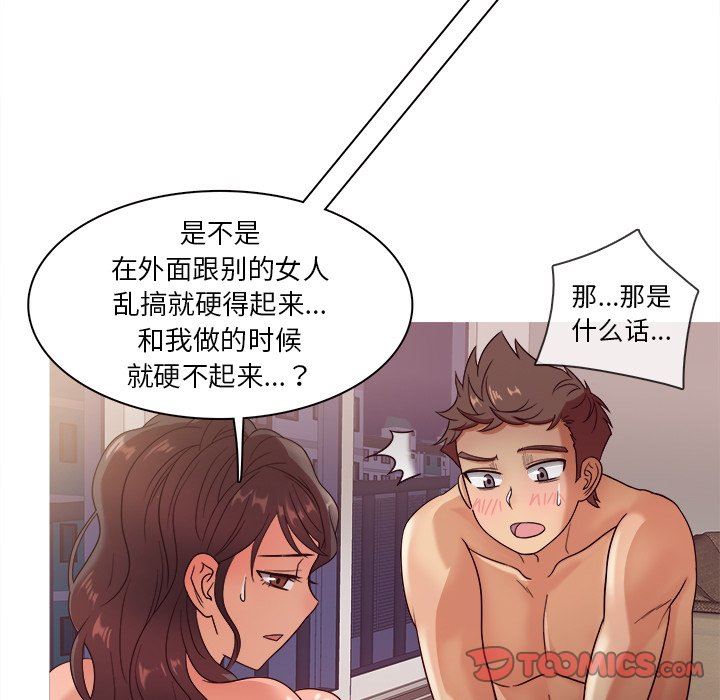 是不是
在外面跟别的女人
乱搞就硬得起来...
和我做的时候
就硬不起来...？
那...那是
什么话...
TOOMICS.COM